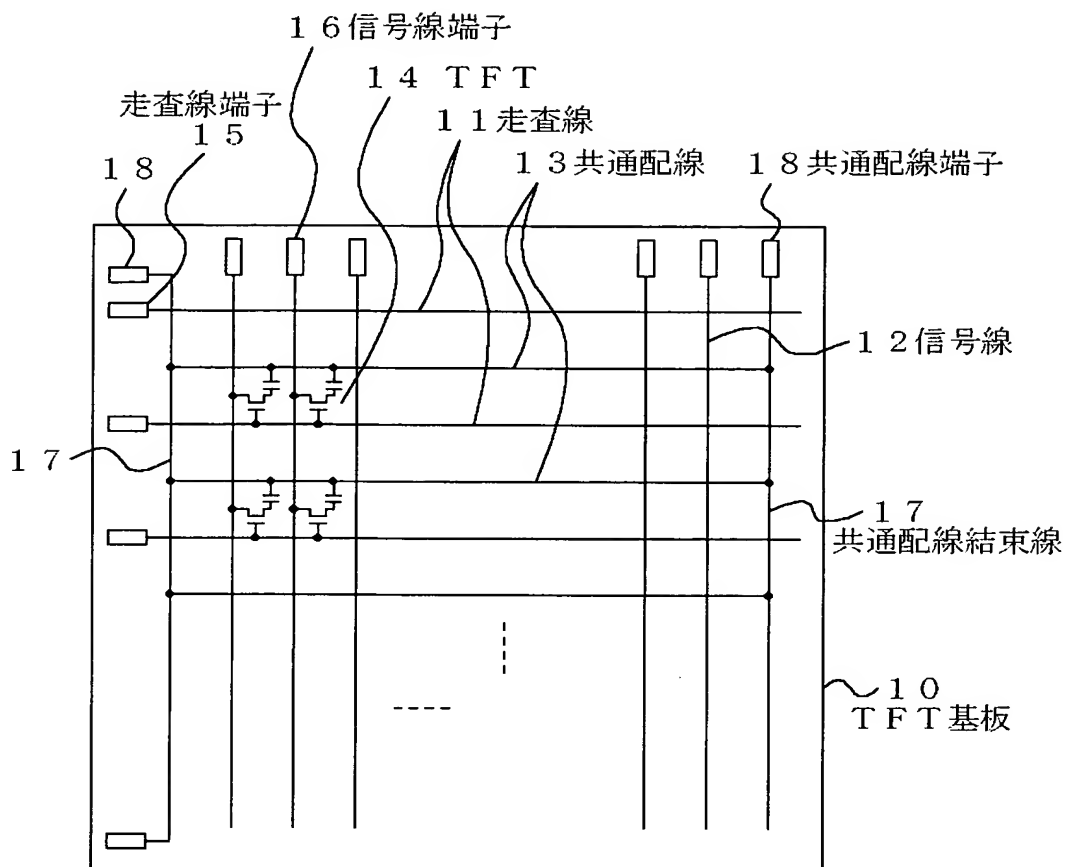 １６信号線端子
１４ ＴＦＴ
走査線端子
１５
１１走査線
１８
１３共通配線
１８共通配線端子
１２信号線
１７
１７
共通配線結束線
１０
ＴＦＴ基板